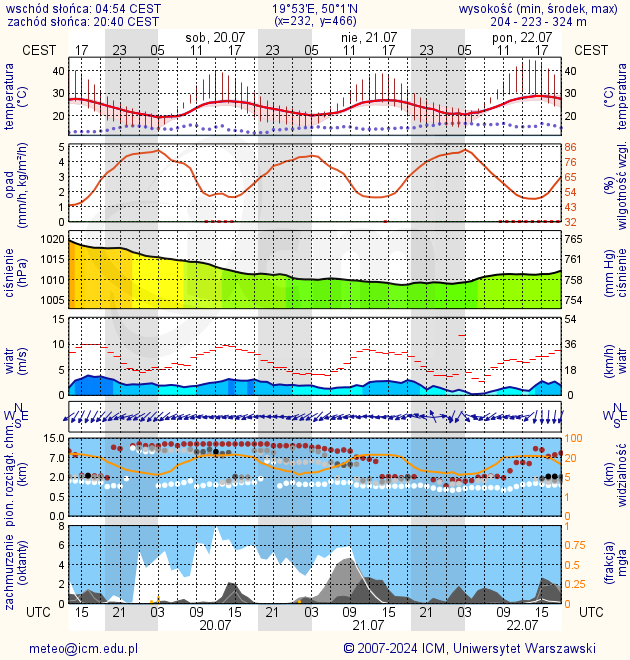 wschód słońca: 04:54 CEST 19°53'E, 50°1'N wysokość (min, środek, max)
zachód słońca: 20:40 CEST (x=232, y=466) 204 - 223 - 324 m
sob, 20.07 nie, 21.07 pon, 22.07
CEST 17 23 05 11 17 23 05 11 17 23 05 11 17 CEST
temperatura (°C) 40 30 20 40 30 20 (°C) temperatura
opad (mm/h, kg/m²/h) 5 4 3 2 1 0 86 76 65 54 43 32 (%) wilgotność wzgl.
ciśnienie (hPa) 1020 1015 1010 1005 765 761 758 754 (mm Hg) ciśnienie
wiatr (m/s) 15 10 5 0 54 36 18 0 (km/h) wiatr
N W E S N W E S
pion. rozciągł. chm. (km) 15.0 7.0 2.0 0.5 0.0 100 20 5 1 0 (km) widzialność
zachmurzenie (oktanty) 8 6 4 2 0 1 0.75 0.5 0.25 0 (frakcja) mgła
UTC 15 21 03 09 15 21 03 09 15 21 03 09 15 UTC
20.07 21.07 22.07
meteo@icm.edu.pl © 2007-2024 ICM, Uniwersytet Warszawski